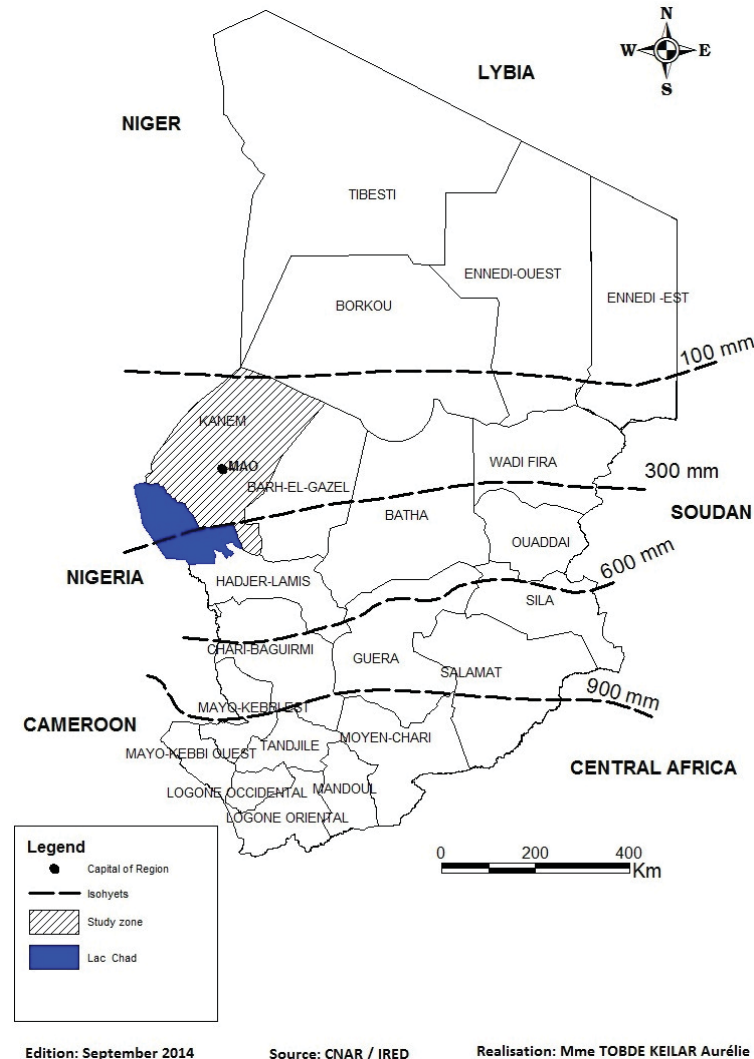 N
LYBIA
W E
S
NIGER
TIBESTI
ENNEDI-OUEST
ENNEDI -EST
BORKOU
100 mm
KANEM
MAO
WADI FIRA
BARH-EL-GAZEL
300 mm
BATHA
SOUDAN
OUADDAI
NIGERIA
HADJER-LAMIS
600 mm
SILA
CHARI-BAGUIRMI
GUERA
SALAMAT
900 mm
MAYO-KEBBI EST
CAMEROON
MAYO-KEBBI OUEST
TANDJILE
MOYEN-CHARI
CENTRAL AFRICA
LOGONE OCCIDENTAL
MANDOUL
LOGONE ORIENTAL
Legend
Capital of Region
Isohyets
Study zone
Lac Chad
0 200 400
Km
Edition: September 2014 Source: CNAR / IRED Realisation: Mme TOBDE KEILAR Aurélie